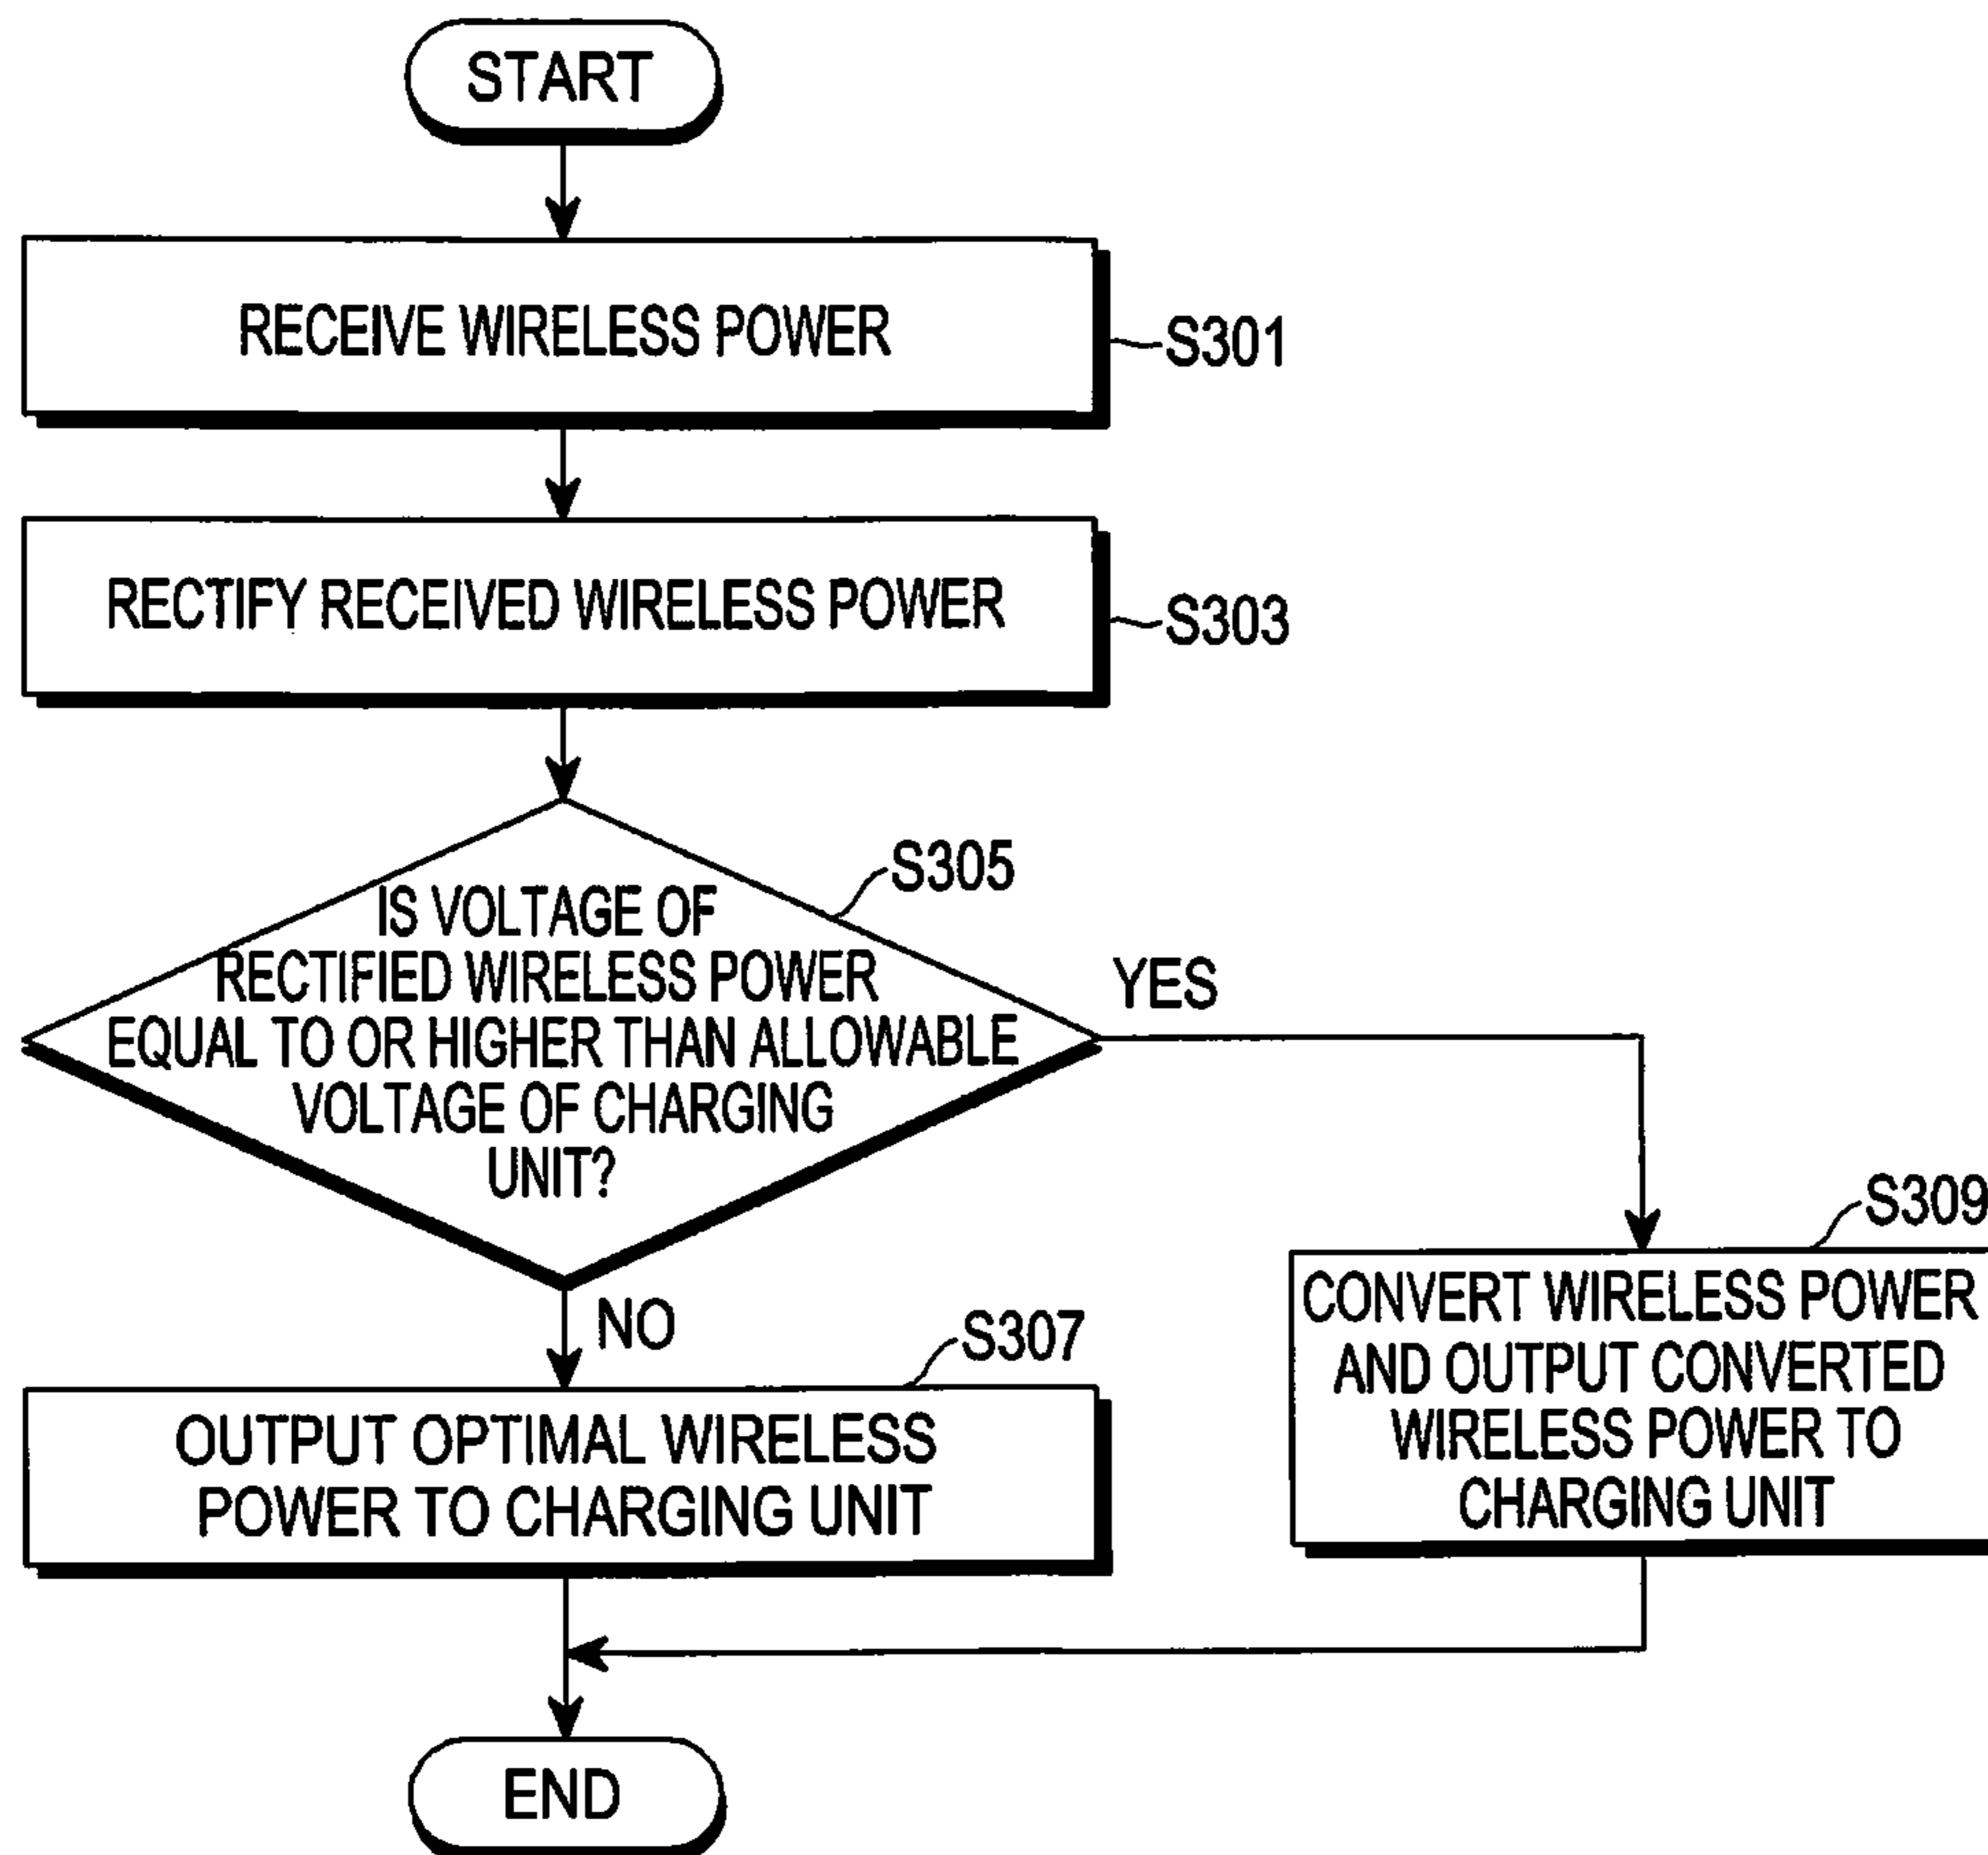 START
RECEIVE WIRELESS POWER
S301
RECTIFY RECEIVED WIRELESS POWER
S303
S305
IS VOLTAGE OF
RECTIFIED WIRELESS POWER
EQUAL TO OR HIGHER THAN ALLOWABLE
VOLTAGE OF CHARGING
UNIT?
YES
NO
S307
OUTPUT OPTIMAL WIRELESS
POWER TO CHARGING UNIT
S309
CONVERT WIRELESS POWER
AND OUTPUT CONVERTED
WIRELESS POWER TO
CHARGING UNIT
END